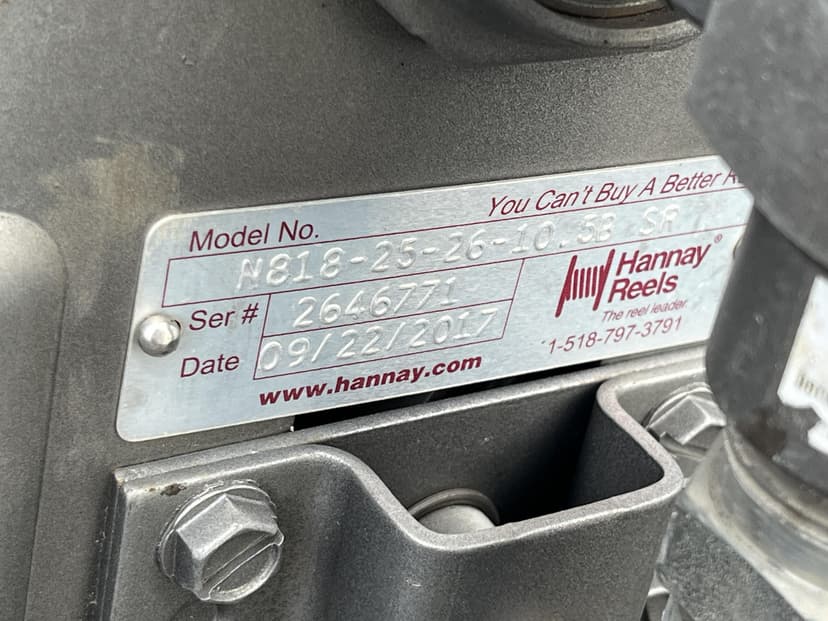 You Can't Buy A Better
Model No.
N818-25-26-10.5B SR
Ser # 2646771
Date 09/22/2017
www.hannay.com
Hannay®
Reels
The reel leader
1-518-797-3791